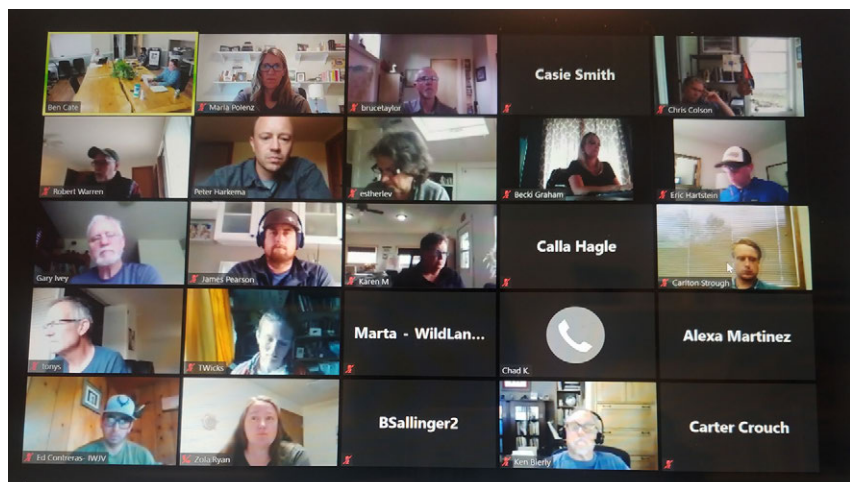 Ben Cate
Maria Polenz
brucetaylor
Casie Smith
Chris Colson
Robert Warren
Peter Harkema
estherlev
Becki Graham
Eric Hartstein
Gary Ivey
James Pearson
Karen M
Calla Hagle
Carlton Strough
tonys
TWicks
Marta - WildLan...
Chad K.
Alexa Martinez
Ed Contreras- IWJV
Zola Ryan
BSallinger2
Ken Bierly
Carter Crouch